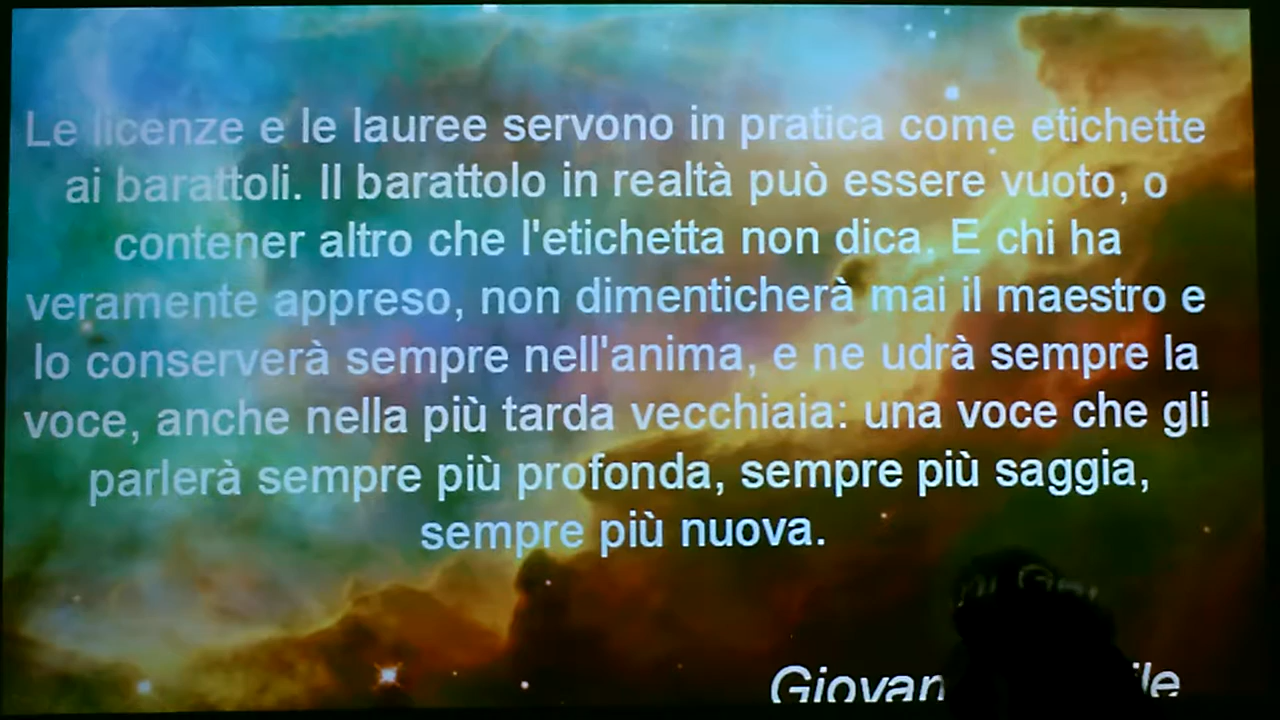 Le licenze e le lauree servono in pratica come etichette
ai barattoli. Il barattolo in realtà può essere vuoto, o
contener altro che l'etichetta non dica. E chi ha
veramente appreso, non dimenticherà mai il maestro e
lo conserverà sempre nell'anima, e ne udrà sempre la
voce, anche nella più tarda vecchiaia: una voce che gli
parlerà sempre più profonda, sempre più saggia,
sempre più nuova.